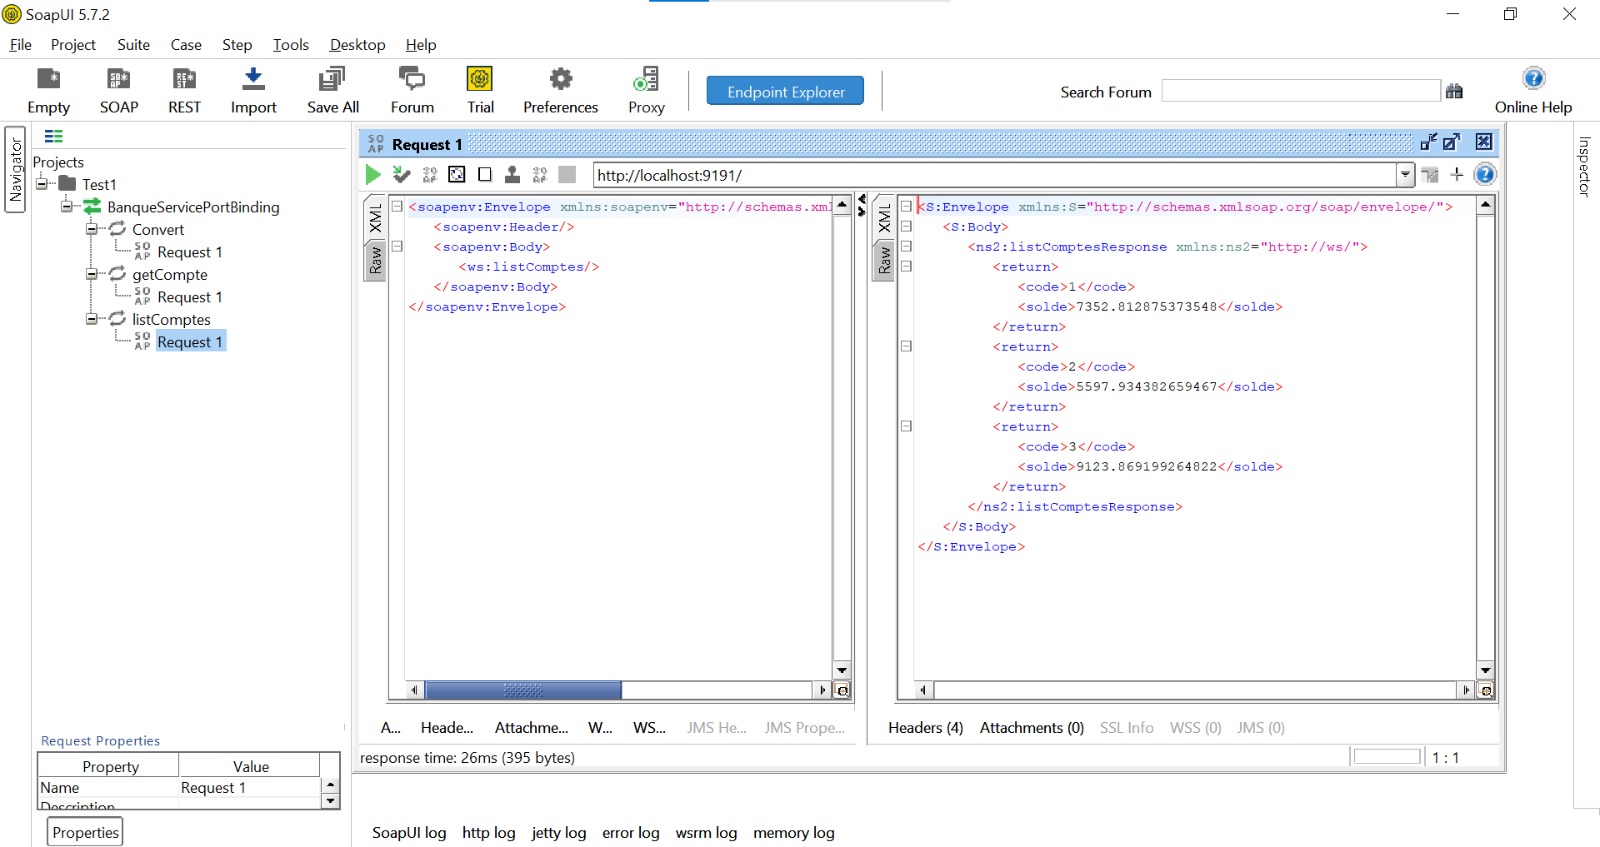 SoapUI 5.7.2
File Project Suite Case Step Tools Desktop Help
Empty SOAP REST Import Save All Forum Trial Preferences Proxy Endpoint Explorer Search Forum Online Help
Navigator
Projects
Test1
BanqueServicePortBinding
Convert
Request 1
getCompte
Request 1
listComptes
Request 1
Request Properties
Property Value
Name Request 1
Description
Properties
Request 1
http://localhost:9191/
XML
Raw
<soapenv:Envelope xmlns:soapenv="http://schemas.xml
<soapenv:Header/>
<soapenv:Body>
<ws:listComptes/>
</soapenv:Body>
</soapenv:Envelope>
A... Heade... Attachme... W... WS... JMS He... JMS Prope...
XML
Raw
<S:Envelope xmlns:S="http://schemas.xmlsoap.org/soap/envelope/">
<S:Body>
<ns2:listComptesResponse xmlns:ns2="http://ws/">
<return>
<code>1</code>
<solde>7352.812875373548</solde>
</return>
<return>
<code>2</code>
<solde>5597.934382659467</solde>
</return>
<return>
<code>3</code>
<solde>9123.869199264822</solde>
</return>
</ns2:listComptesResponse>
</S:Body>
</S:Envelope>
Headers (4) Attachments (0) SSL Info WSS (0) JMS (0)
response time: 26ms (395 bytes)
1 : 1
Inspector
SoapUI log http log jetty log error log wsrm log memory log